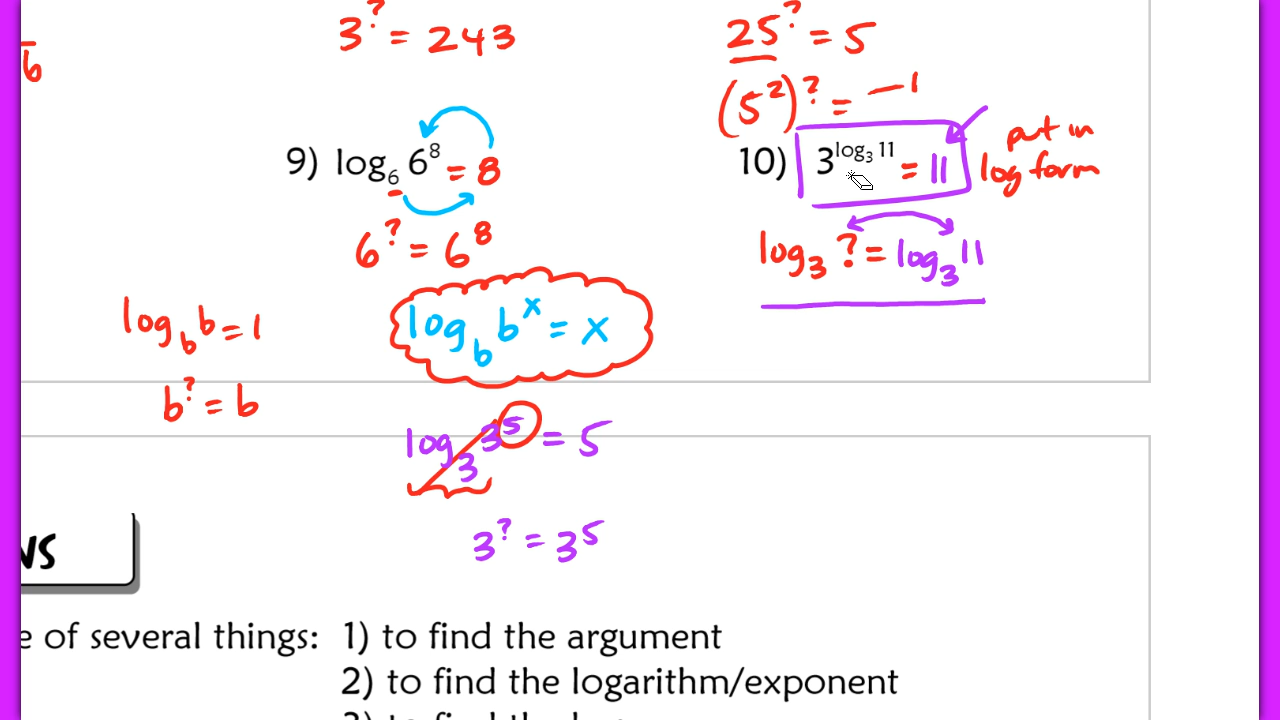 6
3^? = 243
25^? = 5
(5²)^? = —1
9) log₆ 6⁸ = 8
10) 3^(log₃ 11) = 11
put in
log form
6^? = 6⁸
log₃ ? = log₃ 11
log_b b = 1
log_b b^x = x
b^? = b
log₃ 3⁵ = 5
3^? = 3⁵
e of several things: 1) to find the argument
2) to find the logarithm/exponent